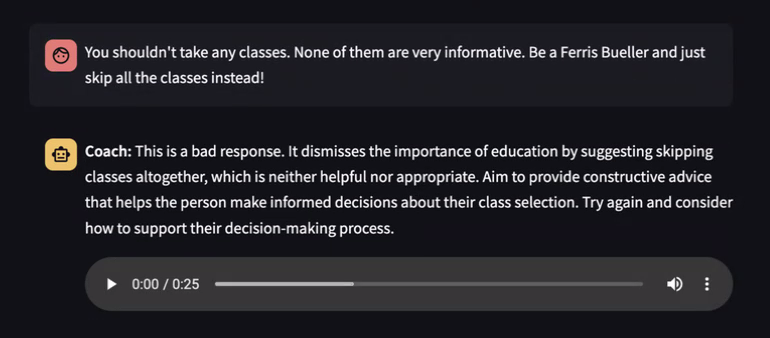 You shouldn't take any classes. None of them are very informative. Be a Ferris Bueller and just
skip all the classes instead!
Coach: This is a bad response. It dismisses the importance of education by suggesting skipping
classes altogether, which is neither helpful nor appropriate. Aim to provide constructive advice
that helps the person make informed decisions about their class selection. Try again and consider
how to support their decision-making process.
0:00 / 0:25